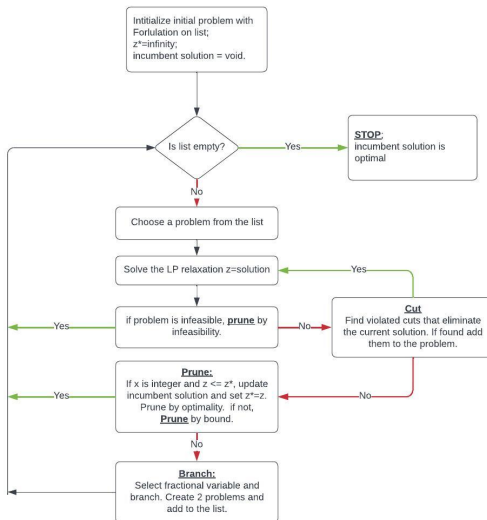 Intitialize initial problem with
Forlulation on list;
z*=infinity;
incumbent solution = void.
Is list empty?
Yes
STOP;
incumbent solution is
optimal
No
Choose a problem from the list
Solve the LP relaxation z=solution
Yes
if problem is infeasible, prune by
infeasibility.
Yes
No
Cut
Find violated cuts that eliminate
the current solution. If found add
them to the problem.
Prune:
If x is integer and z <= z*, update
incumbent solution and set z*=z.
Prune by optimality. if not,
Prune by bound.
Yes
No
No
Branch:
Select fractional variable and
branch. Create 2 problems and
add to the list.